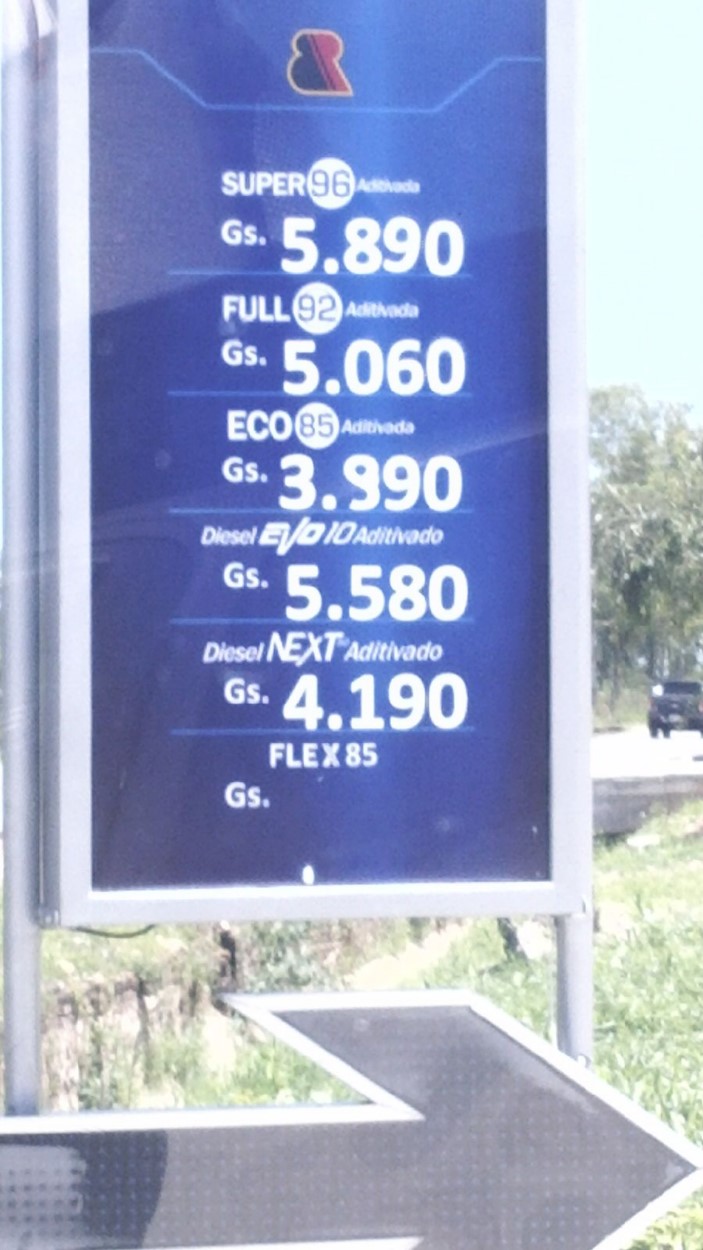 SUPER 96 Aditivada
Gs. 5.890
FULL 92 Aditivada
Gs. 5.060
ECO 85 Aditivada
Gs. 3.990
Diesel EVO 10 Aditivado
Gs. 5.580
Diesel NEXT Aditivado
Gs. 4.190
FLEX 85
Gs.